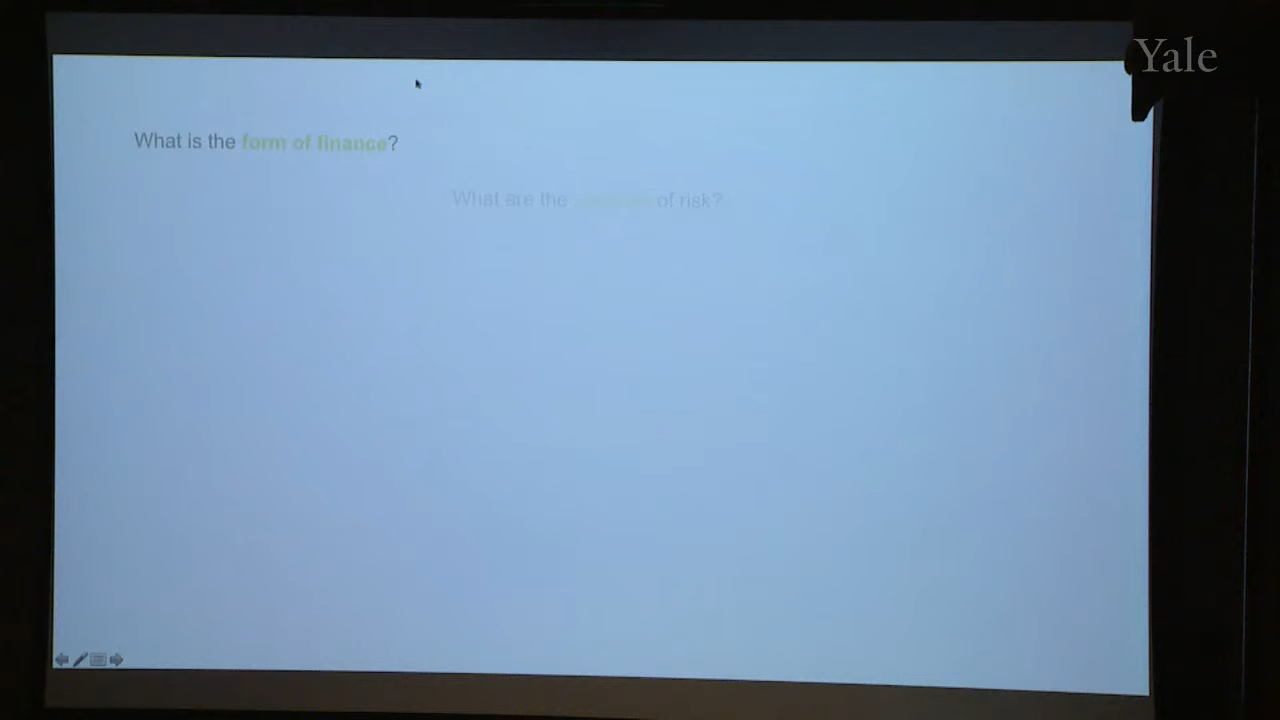 Yale
What is the form of finance?
What are the of risk?